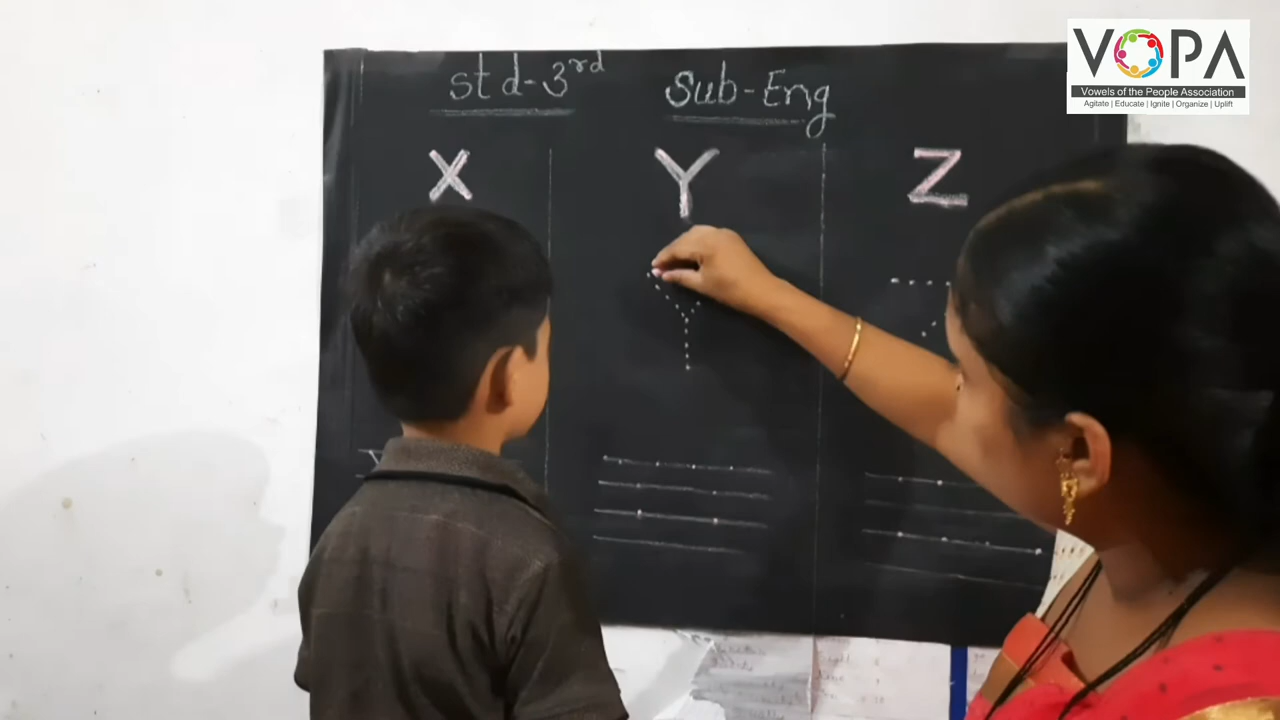 std-3rd Sub-Eng
X Y Z
VOPA
Vowels of the People Association
Agitate | Educate | Ignite | Organize | Uplift